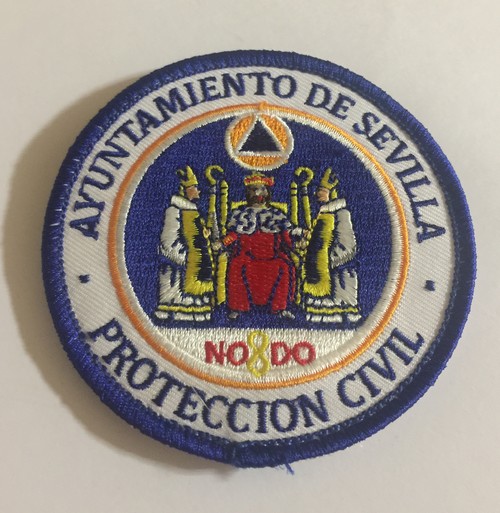 AYUNTAMIENTO DE SEVILLA
NO8DO
· PROTECCION CIVIL ·